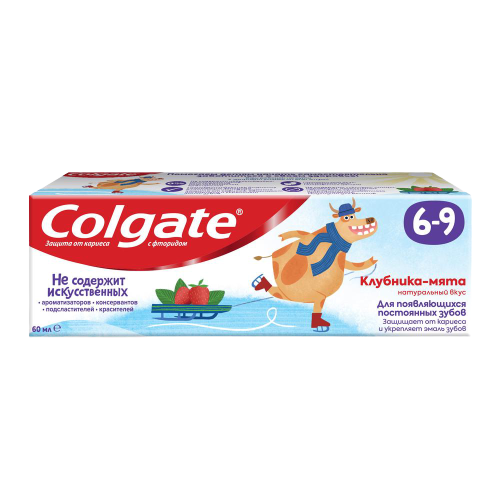 Colgate®
Защита от кариеса с фторидом
6-9
Не содержит
искусственных
• ароматизаторов • консервантов
• подсластителей • красителей
60 мл ℮
Клубника-мята
натуральный вкус
Для появляющихся
постоянных зубов
Защищает от кариеса
и укрепляет эмаль зубов